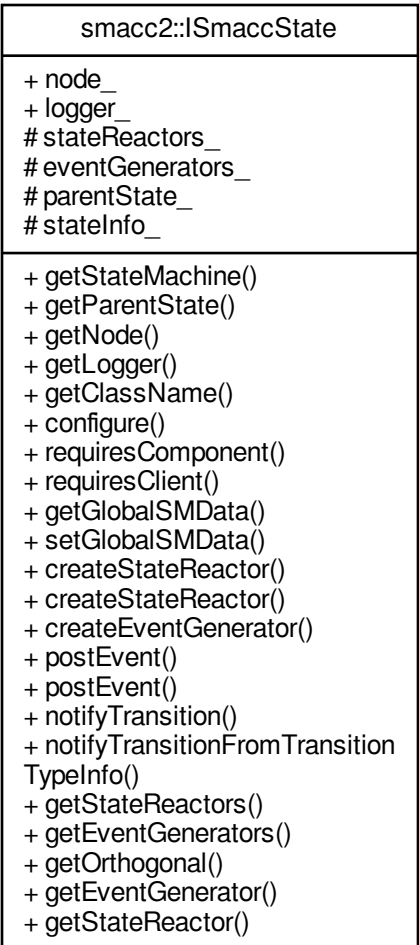 smacc2::ISmaccState
+ node_
+ logger_
# stateReactors_
# eventGenerators_
# parentState_
# stateInfo_
+ getStateMachine()
+ getParentState()
+ getNode()
+ getLogger()
+ getClassName()
+ configure()
+ requiresComponent()
+ requiresClient()
+ getGlobalSMData()
+ setGlobalSMData()
+ createStateReactor()
+ createStateReactor()
+ createEventGenerator()
+ postEvent()
+ postEvent()
+ notifyTransition()
+ notifyTransitionFromTransition
TypeInfo()
+ getStateReactors()
+ getEventGenerators()
+ getOrthogonal()
+ getEventGenerator()
+ getStateReactor()